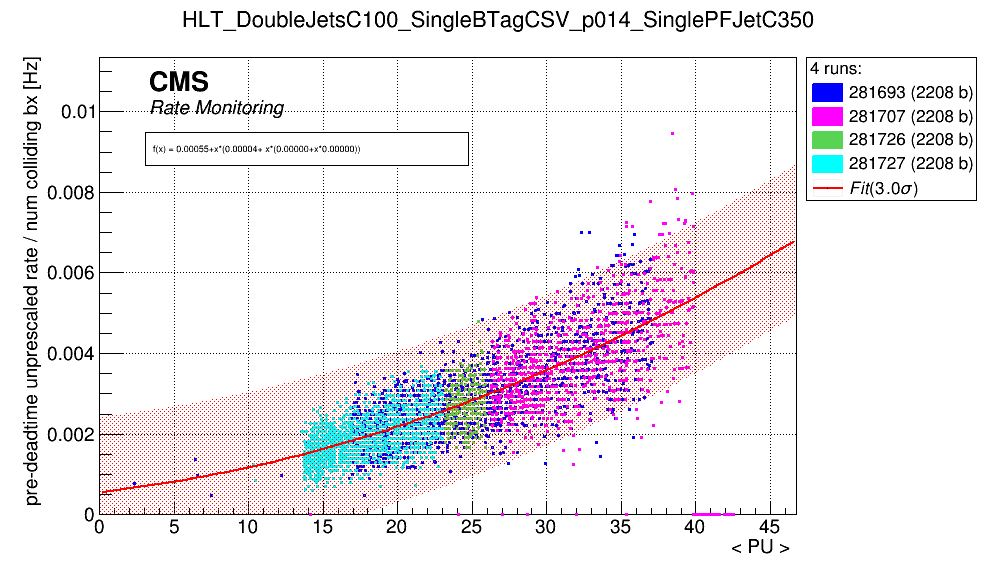 HLT_DoubleJetsC100_SingleBTagCSV_p014_SinglePFJetC350
pre-deadtime unprescaled rate / num colliding bx [Hz]
CMS
Rate Monitoring
f(x) = 0.00055+x*(0.00004+ x*(0.00000+x*0.00000))
0.01
0.008
0.006
0.004
0.002
0
0 5 10 15 20 25 30 35 40 45
< PU >
4 runs:
281693 (2208 b)
281707 (2208 b)
281726 (2208 b)
281727 (2208 b)
Fit(3.0σ)